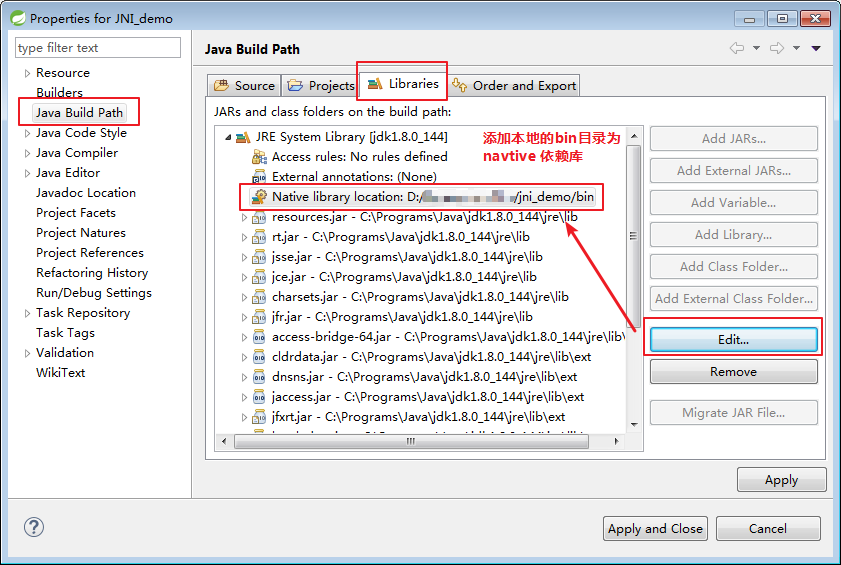 Properties for JNI_demo
type filter text
Resource
Builders
Java Build Path
Java Code Style
Java Compiler
Java Editor
Javadoc Location
Project Facets
Project Natures
Project References
Refactoring History
Run/Debug Settings
Task Repository
Task Tags
Validation
WikiText
Java Build Path
Source Projects Libraries Order and Export
JARs and class folders on the build path:
JRE System Library [jdk1.8.0_144]
Access rules: No rules defined
External annotations: (None)
Native library location: D:/ /jni_demo/bin
resources.jar - C:\Programs\Java\jdk1.8.0_144\jre\lib
rt.jar - C:\Programs\Java\jdk1.8.0_144\jre\lib
jsse.jar - C:\Programs\Java\jdk1.8.0_144\jre\lib
jce.jar - C:\Programs\Java\jdk1.8.0_144\jre\lib
charsets.jar - C:\Programs\Java\jdk1.8.0_144\jre\lib
jfr.jar - C:\Programs\Java\jdk1.8.0_144\jre\lib
access-bridge-64.jar - C:\Programs\Java\jdk1.8.0_144\jre\lib\
cldrdata.jar - C:\Programs\Java\jdk1.8.0_144\jre\lib\ext
dnsns.jar - C:\Programs\Java\jdk1.8.0_144\jre\lib\ext
jaccess.jar - C:\Programs\Java\jdk1.8.0_144\jre\lib\ext
jfxrt.jar - C:\Programs\Java\jdk1.8.0_144\jre\lib\ext
添加本地的bin目录为
navtive 依赖库
Add JARs...
Add External JARs...
Add Variable...
Add Library...
Add Class Folder...
Add External Class Folder...
Edit...
Remove
Migrate JAR File...
Apply
Apply and Close
Cancel